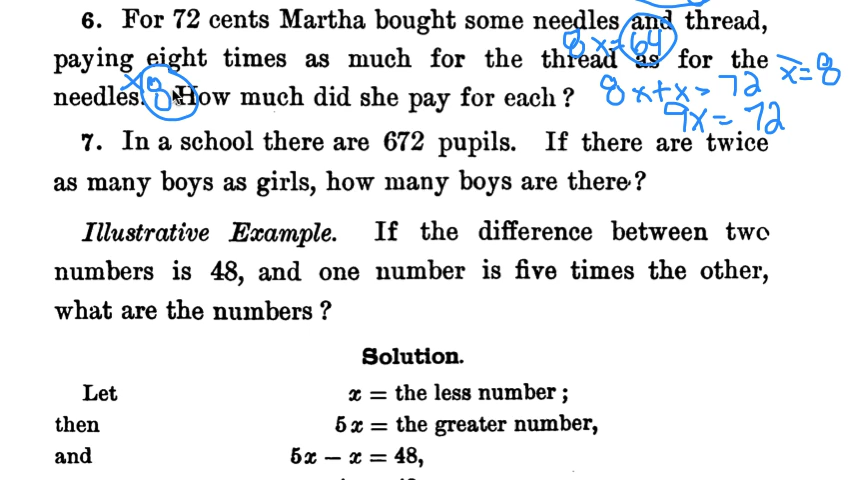 6. For 72 cents Martha bought some needles and thread,
8x=64
paying eight times as much for the thread as for the
x=8
x 8
needles. How much did she pay for each?
8x+x=72
9x=72
7. In a school there are 672 pupils. If there are twice
as many boys as girls, how many boys are there?
Illustrative Example. If the difference between two
numbers is 48, and one number is five times the other,
what are the numbers?
Solution.
Let x = the less number;
then 5x = the greater number,
and 5x − x = 48,